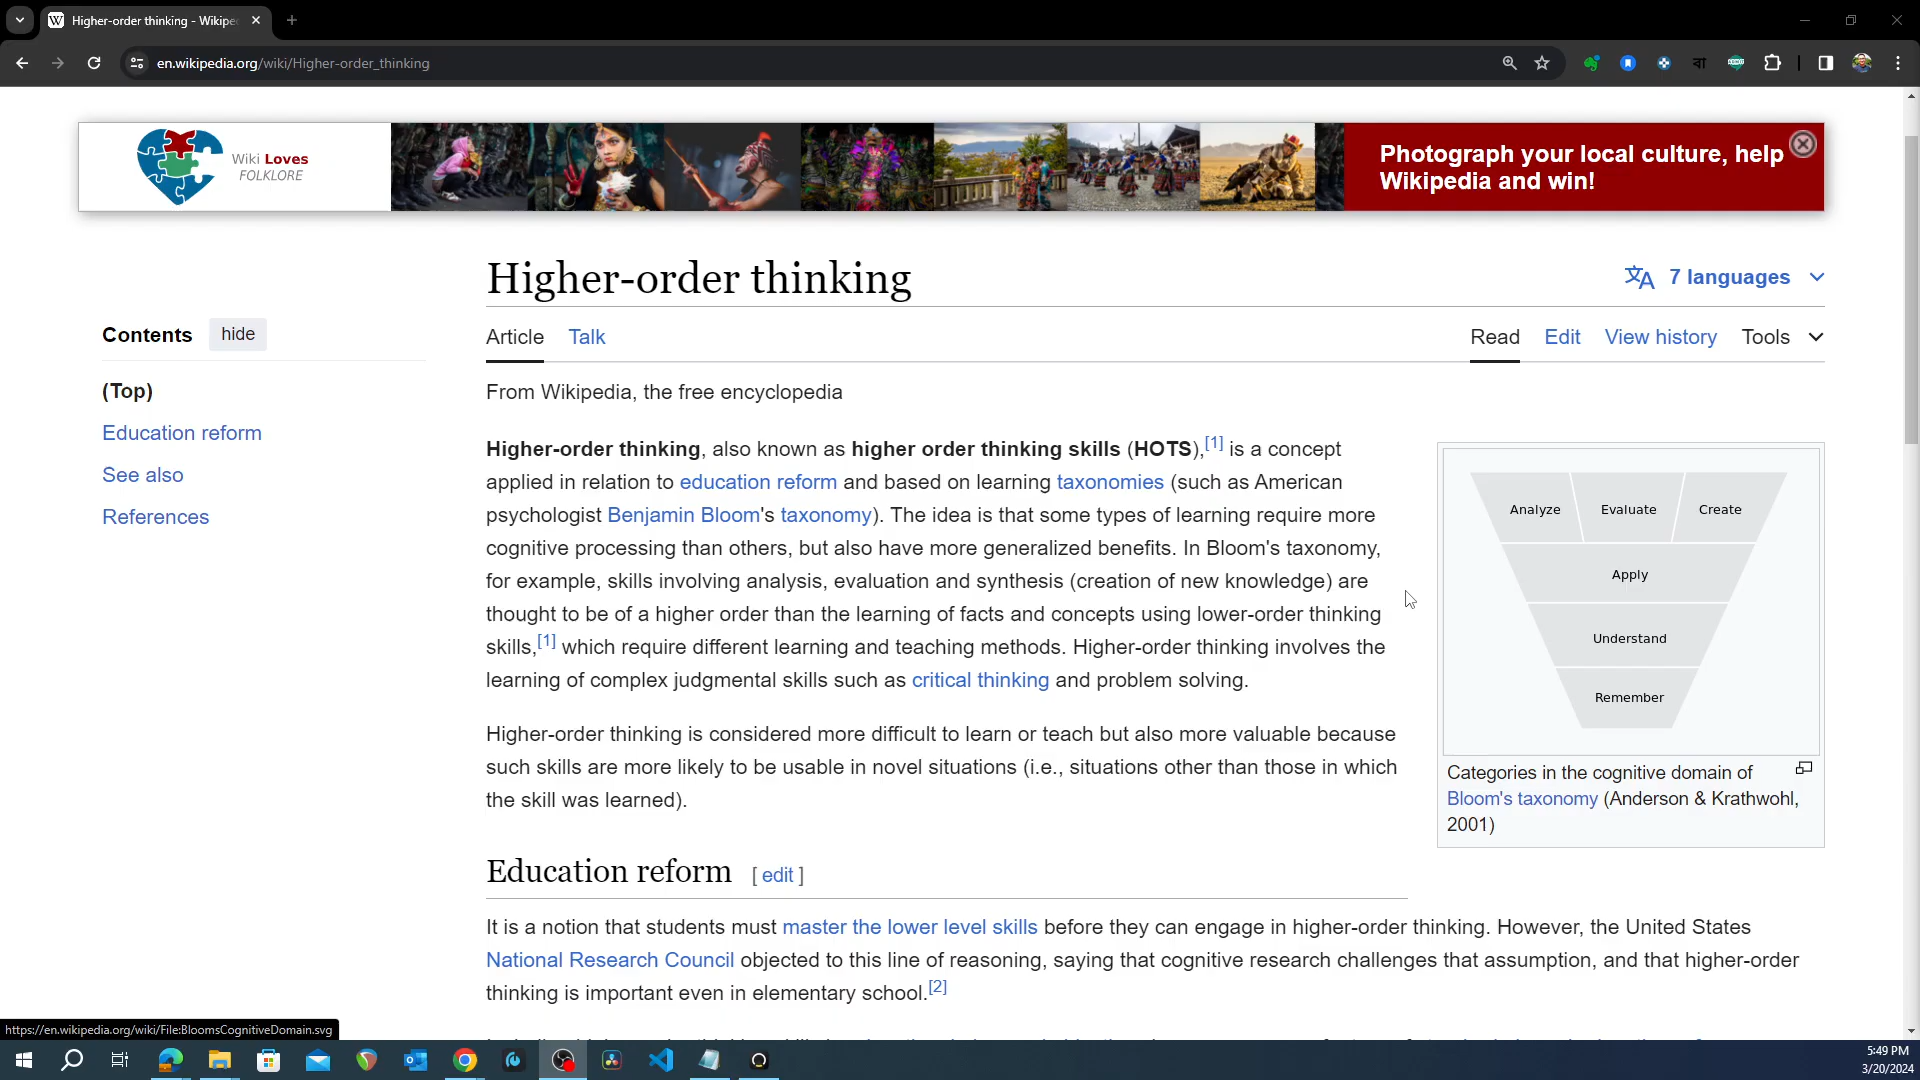 Higher-order thinking - Wikipe
en.wikipedia.org/wiki/Higher-order_thinking
Wiki Loves
FOLKLORE
Photograph your local culture, help
Wikipedia and win!
Higher-order thinking
7 languages
Contents
hide
Article
Talk
Read
Edit
View history
Tools
(Top)
Education reform
See also
References
From Wikipedia, the free encyclopedia
Higher-order thinking, also known as higher order thinking skills (HOTS),[1] is a concept
applied in relation to education reform and based on learning taxonomies (such as American
psychologist Benjamin Bloom's taxonomy). The idea is that some types of learning require more
cognitive processing than others, but also have more generalized benefits. In Bloom's taxonomy,
for example, skills involving analysis, evaluation and synthesis (creation of new knowledge) are
thought to be of a higher order than the learning of facts and concepts using lower-order thinking
skills,[1] which require different learning and teaching methods. Higher-order thinking involves the
learning of complex judgmental skills such as critical thinking and problem solving.
Higher-order thinking is considered more difficult to learn or teach but also more valuable because
such skills are more likely to be usable in novel situations (i.e., situations other than those in which
the skill was learned).
Analyze Evaluate Create
Apply
Understand
Remember
Categories in the cognitive domain of
Bloom's taxonomy (Anderson & Krathwohl,
2001)
Education reform [ edit ]
It is a notion that students must master the lower level skills before they can engage in higher-order thinking. However, the United States
National Research Council objected to this line of reasoning, saying that cognitive research challenges that assumption, and that higher-order
thinking is important even in elementary school.[2]
https://en.wikipedia.org/wiki/File:BloomsCognitiveDomain.svg
5:49 PM
3/20/2024